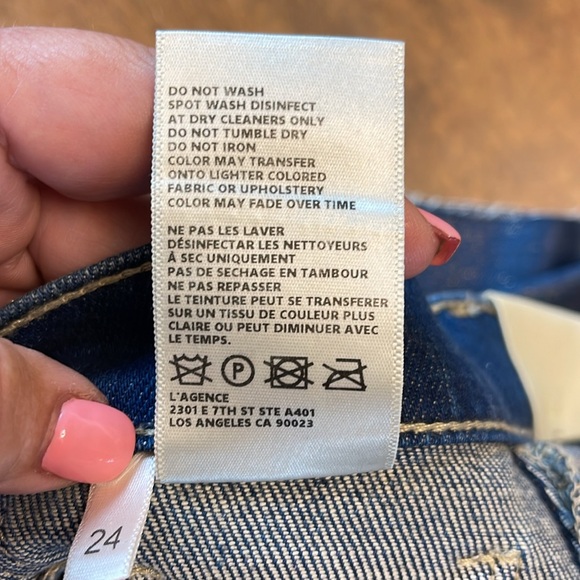 DO NOT WASH
SPOT WASH DISINFECT
AT DRY CLEANERS ONLY
DO NOT TUMBLE DRY
DO NOT IRON
COLOR MAY TRANSFER
ONTO LIGHTER COLORED
FABRIC OR UPHOLSTERY
COLOR MAY FADE OVER TIME
NE PAS LES LAVER
DÉSINFECTAR LES NETTOYEURS
Á SEC UNIQUEMENT
PAS DE SECHAGE EN TAMBOUR
NE PAS REPASSER
LE TEINTURE PEUT SE TRANSFERER
SUR UN TISSU DE COULEUR PLUS
CLAIRE OU PEUT DIMINUER AVEC
LE TEMPS.
P
L'AGENCE
2301 E 7TH ST STE A401
LOS ANGELES CA 90023
24